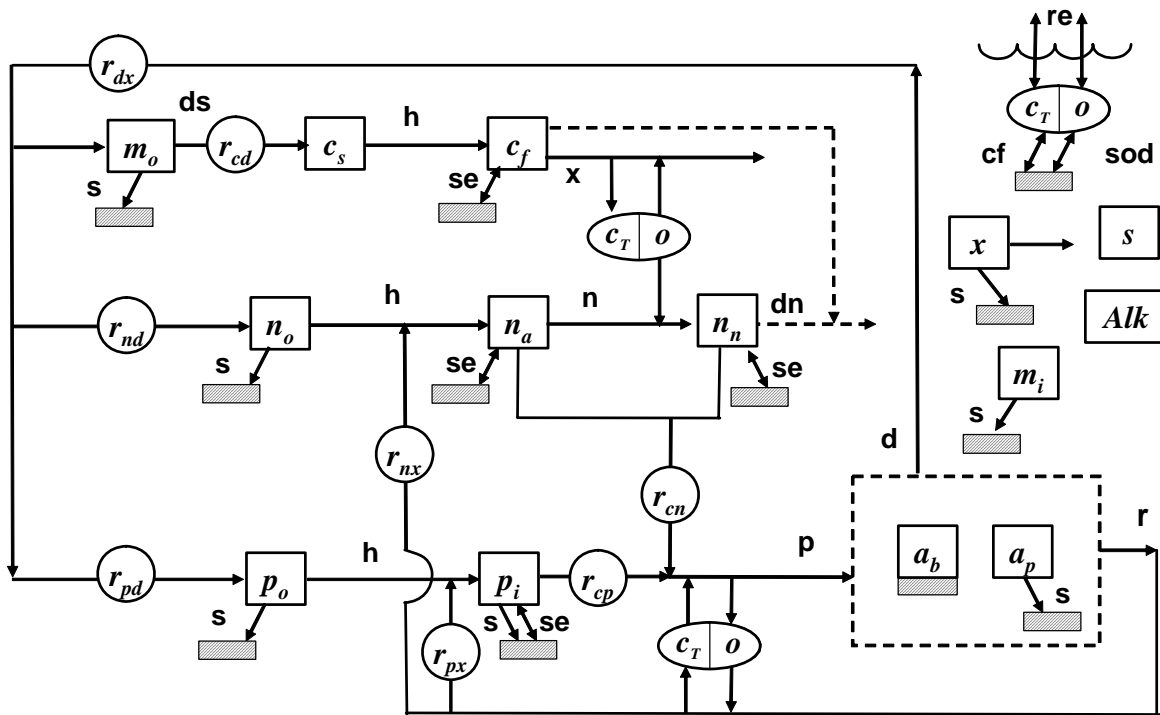 re
r_dx
ds h c_T o
m_o r_cd c_s c_f cf sod
s se x
c_T o x s
h n dn s
r_nd n_o n_a n_n Alk
s se se m_i
s
r_nx d
r_cn
h p r
r_pd p_o p_i r_cp a_b a_p
s s se s
r_px c_T o